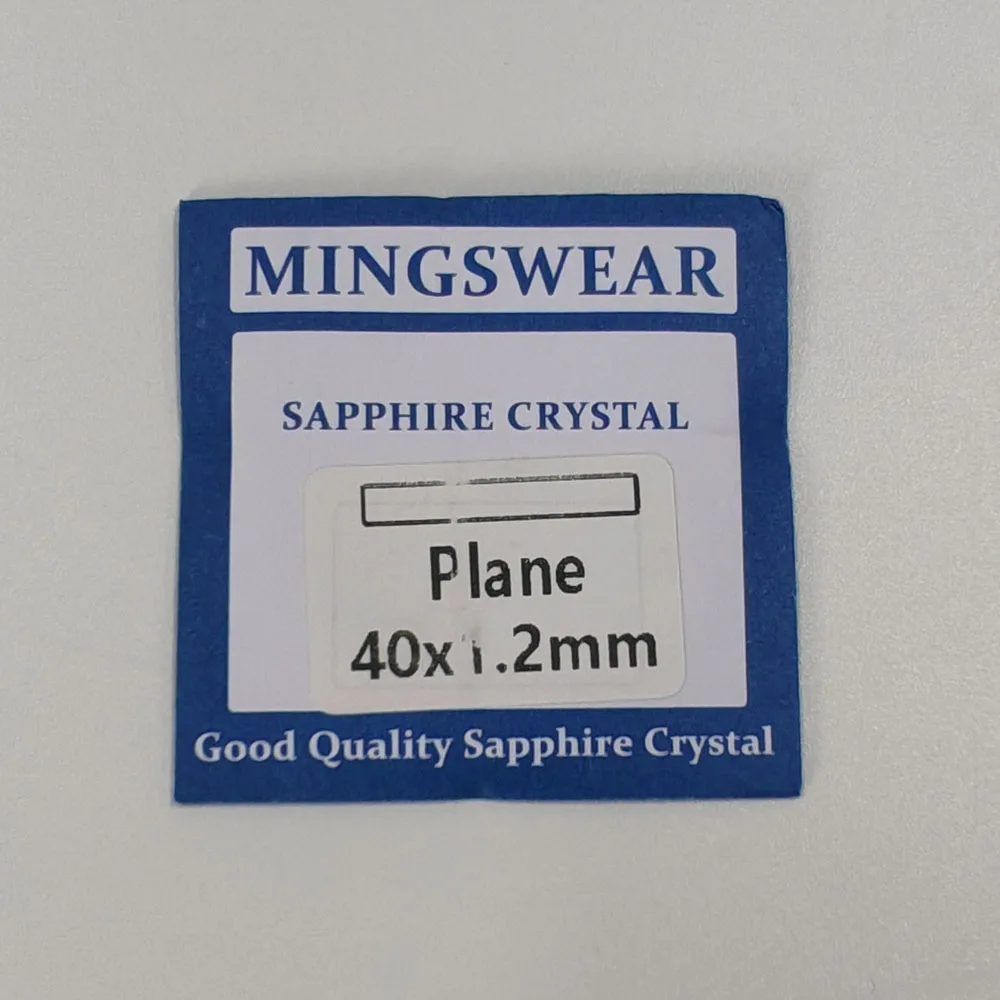 MINGSWEAR
SAPPHIRE CRYSTAL
Plane
40x1.2mm
Good Quality Sapphire Crystal